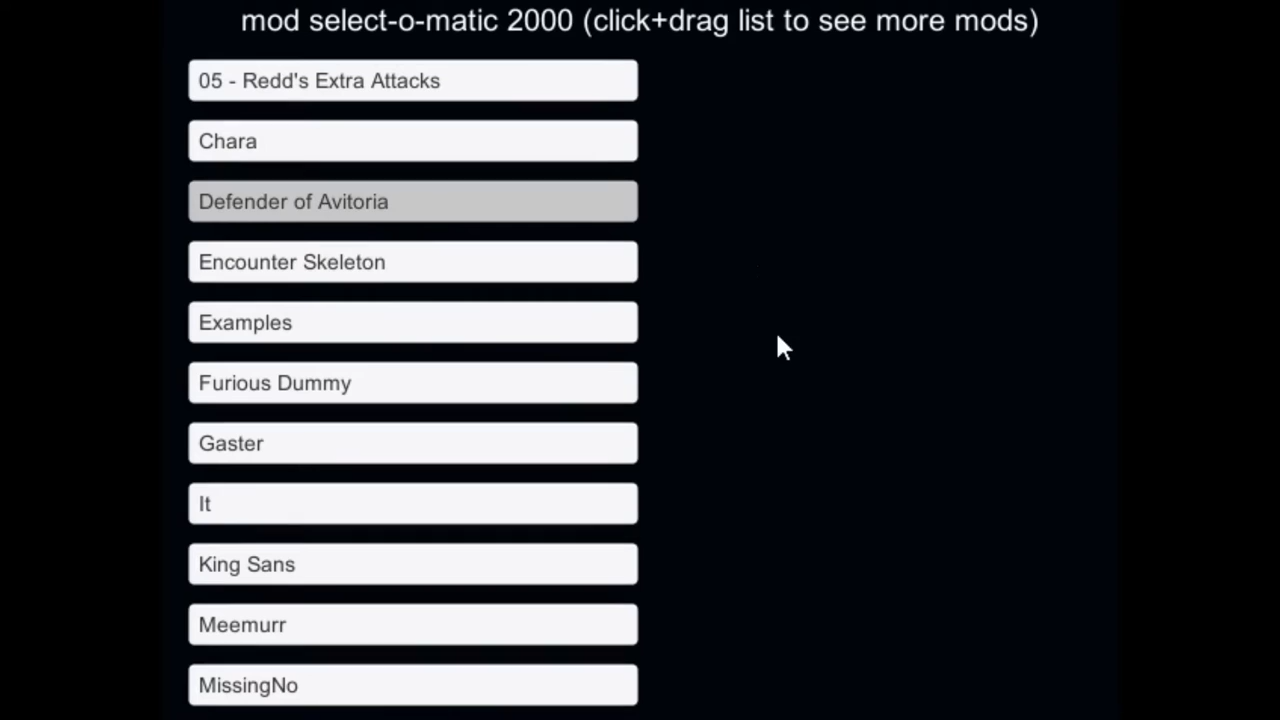 mod select-o-matic 2000 (click+drag list to see more mods)
05 - Redd's Extra Attacks
Chara
Defender of Avitoria
Encounter Skeleton
Examples
Furious Dummy
Gaster
It
King Sans
Meemurr
MissingNo